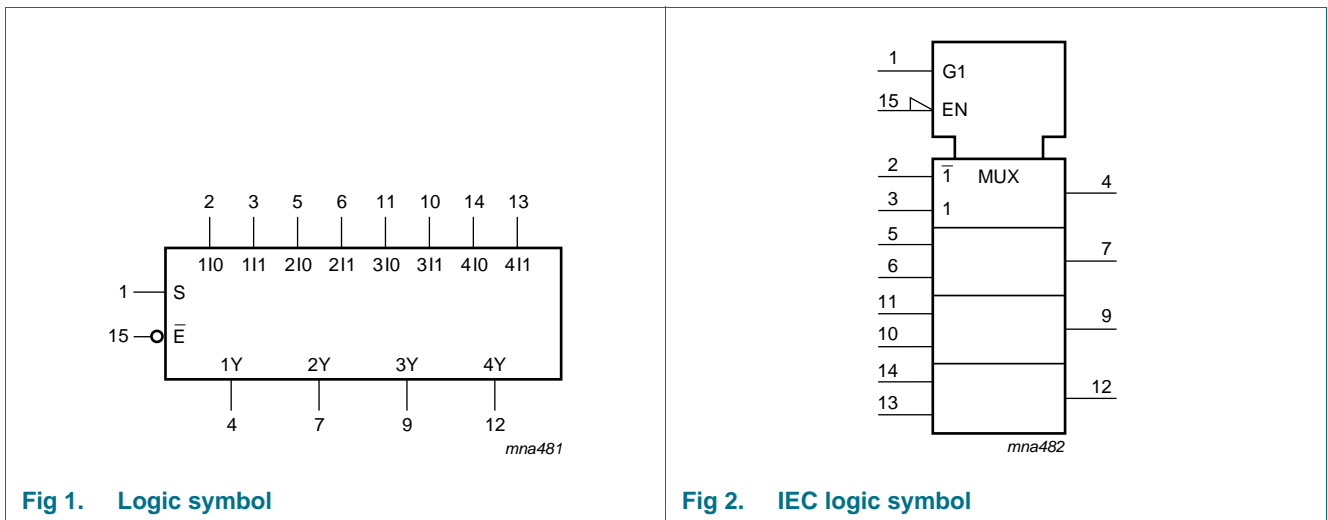 2 3 5 6 11 10 14 13
1I0 1I1 2I0 2I1 3I0 3I1 4I0 4I1
1 S
15 E̅
1Y 2Y 3Y 4Y
4 7 9 12
mna481
Fig 1. Logic symbol
1 G1
15 EN
2 1̅ MUX 4
3 1
5
6 7
11
10 9
14
13 12
mna482
Fig 2. IEC logic symbol